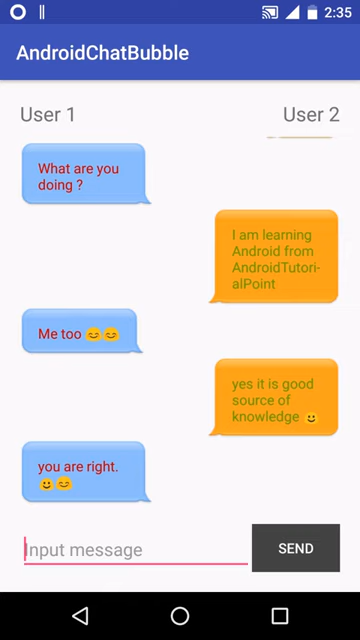 2:35
AndroidChatBubble
User 1
User 2
What are you
doing ?
I am learning
Android from
AndroidTutori-
alPoint
Me too 😊😊
yes it is good
source of
knowledge 😃
you are right.
😃😊
Input message
SEND